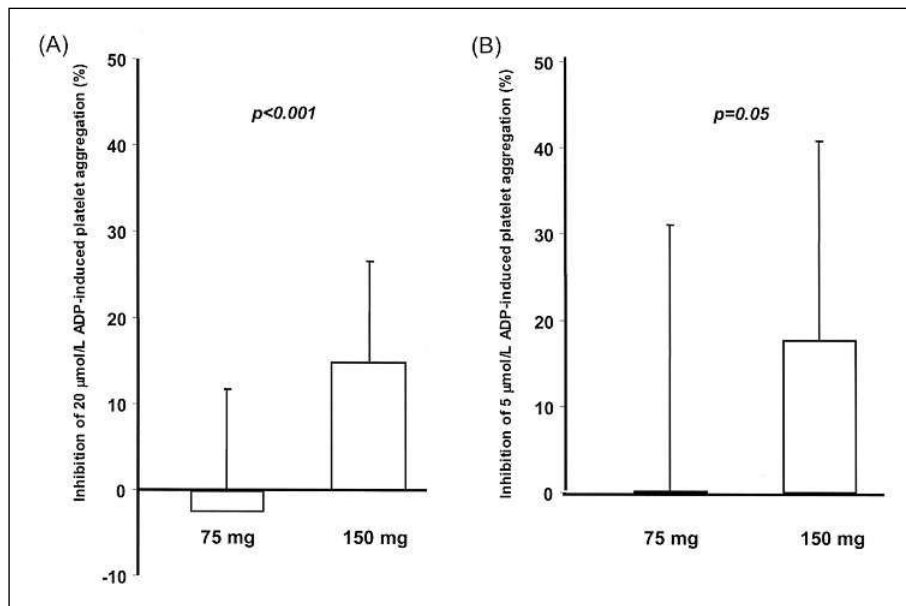 (A)
Inhibition of 20 µmol/L ADP-induced platelet aggregation (%)
50
40
30
20
10
0
-10
p<0.001
75 mg
150 mg
(B)
Inhibition of 5 µmol/L ADP-induced platelet aggregation (%)
50
40
30
20
10
0
p=0.05
75 mg
150 mg